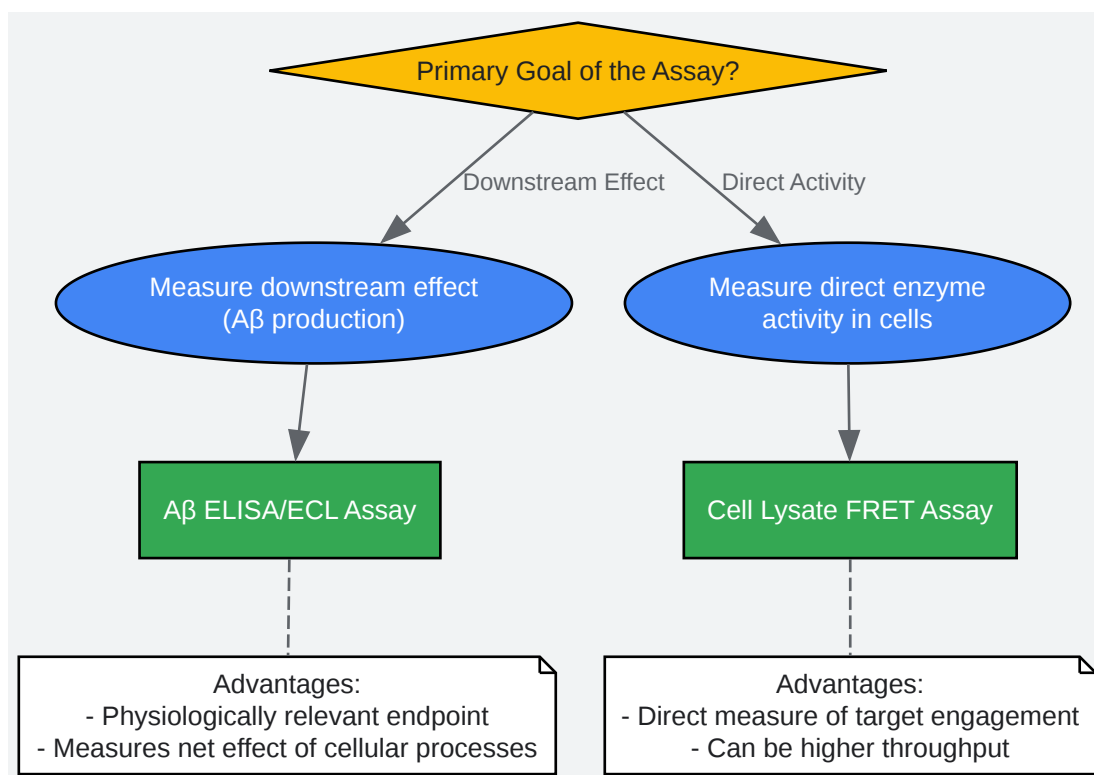 Primary Goal of the Assay?
Downstream Effect
Direct Activity
Measure downstream effect
(Aβ production)
Measure direct enzyme
activity in cells
Aβ ELISA/ECL Assay
Cell Lysate FRET Assay
Advantages:
- Physiologically relevant endpoint
- Measures net effect of cellular processes
Advantages:
- Direct measure of target engagement
- Can be higher throughput